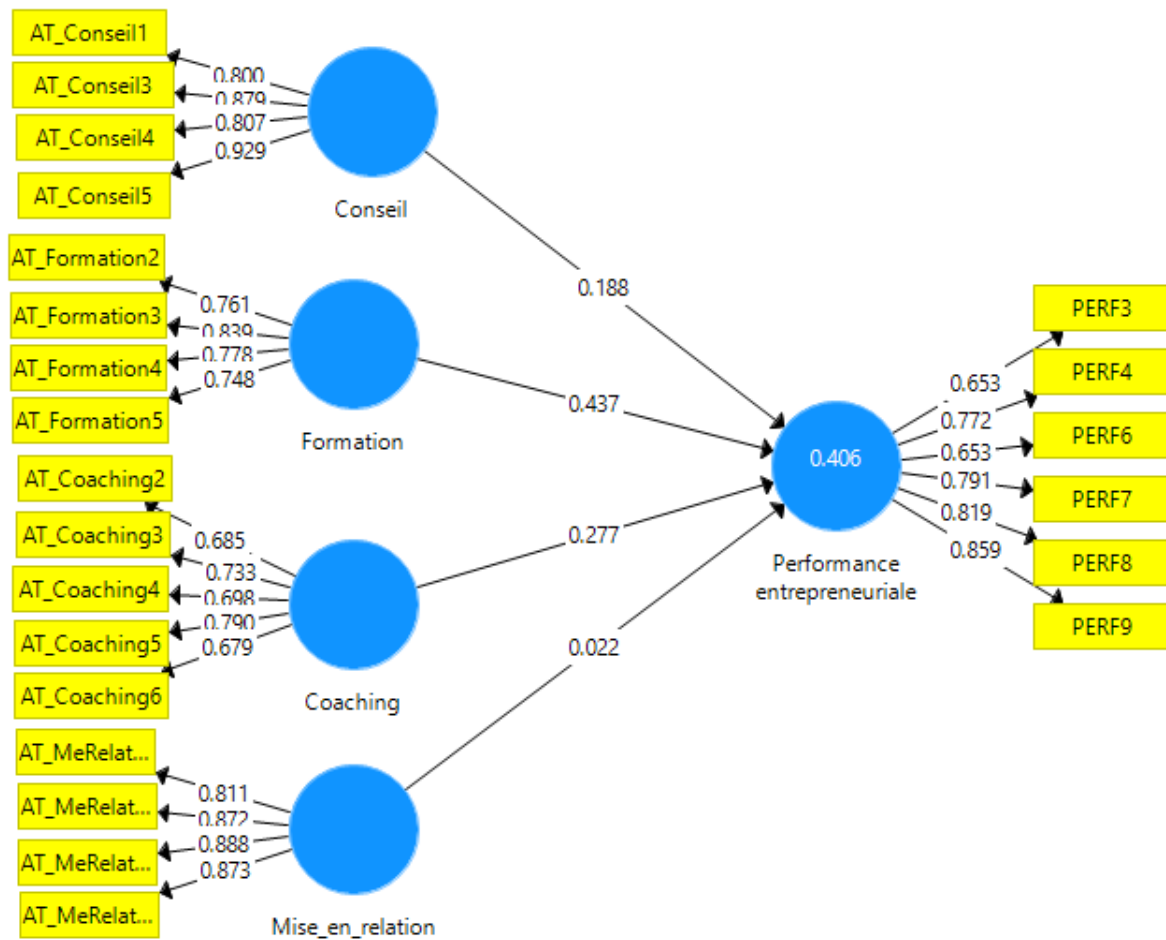 AT_Conseil1
AT_Conseil3
AT_Conseil4
AT_Conseil5
0.800
0.879
0.807
0.929
Conseil
0.188
AT_Formation2
AT_Formation3
AT_Formation4
AT_Formation5
0.761
0.839
0.778
0.748
Formation
0.437
AT_Coaching2
AT_Coaching3
AT_Coaching4
AT_Coaching5
AT_Coaching6
0.685
0.733
0.698
0.790
0.679
Coaching
0.277
AT_MeRelat...
AT_MeRelat...
AT_MeRelat...
AT_MeRelat...
0.811
0.872
0.888
0.873
Mise_en_relation
0.022
0.406
Performance
entrepreneuriale
0.653
0.772
0.653
0.791
0.819
0.859
PERF3
PERF4
PERF6
PERF7
PERF8
PERF9